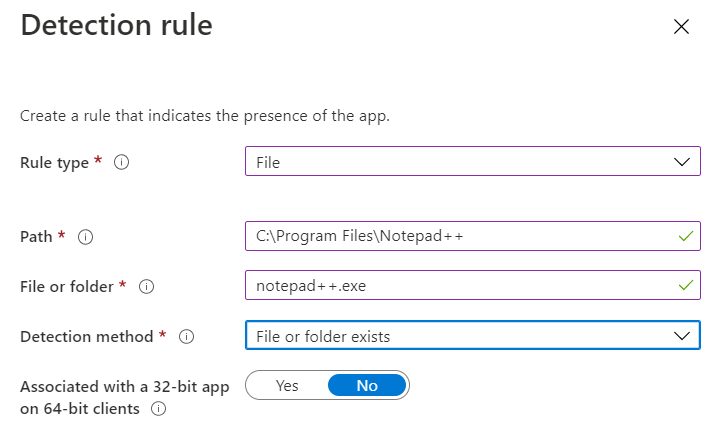 Detection rule
Create a rule that indicates the presence of the app.
Rule type *
File
Path *
C:\Program Files\Notepad++
File or folder *
notepad++.exe
Detection method *
File or folder exists
Associated with a 32-bit app
on 64-bit clients
Yes No